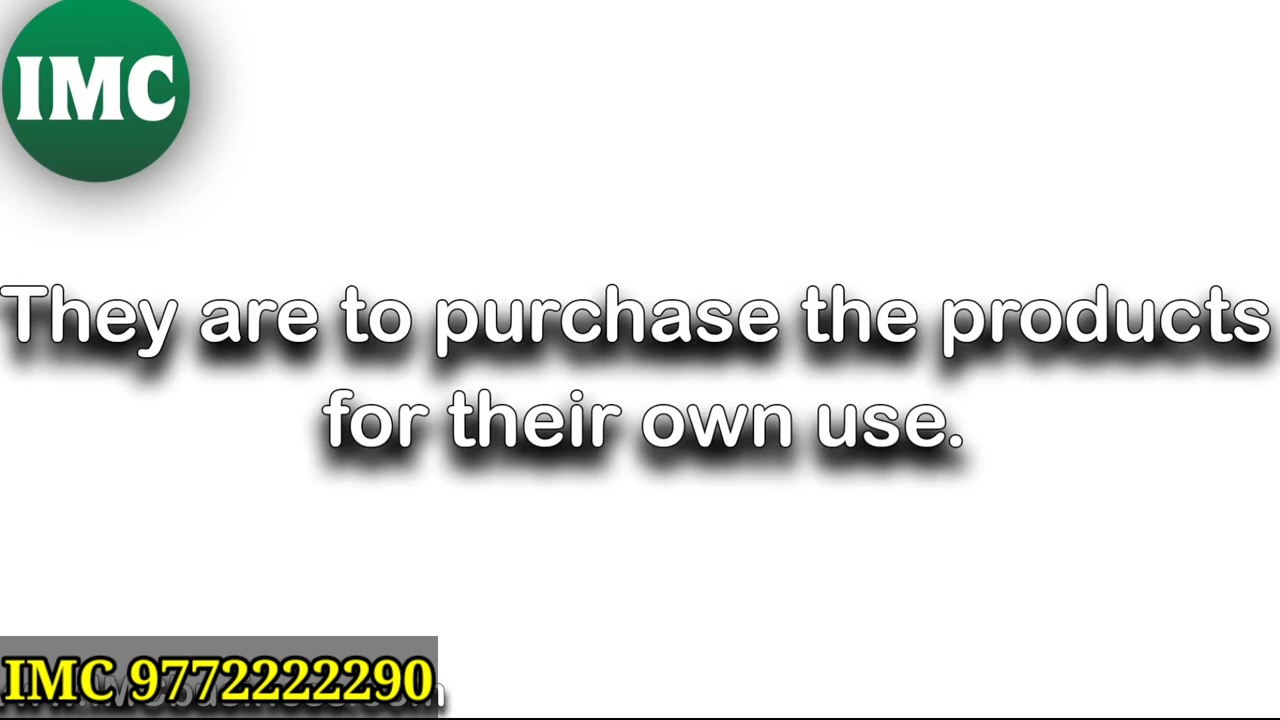 IMC
They are to purchase the products
for their own use.
IMC 9772222290